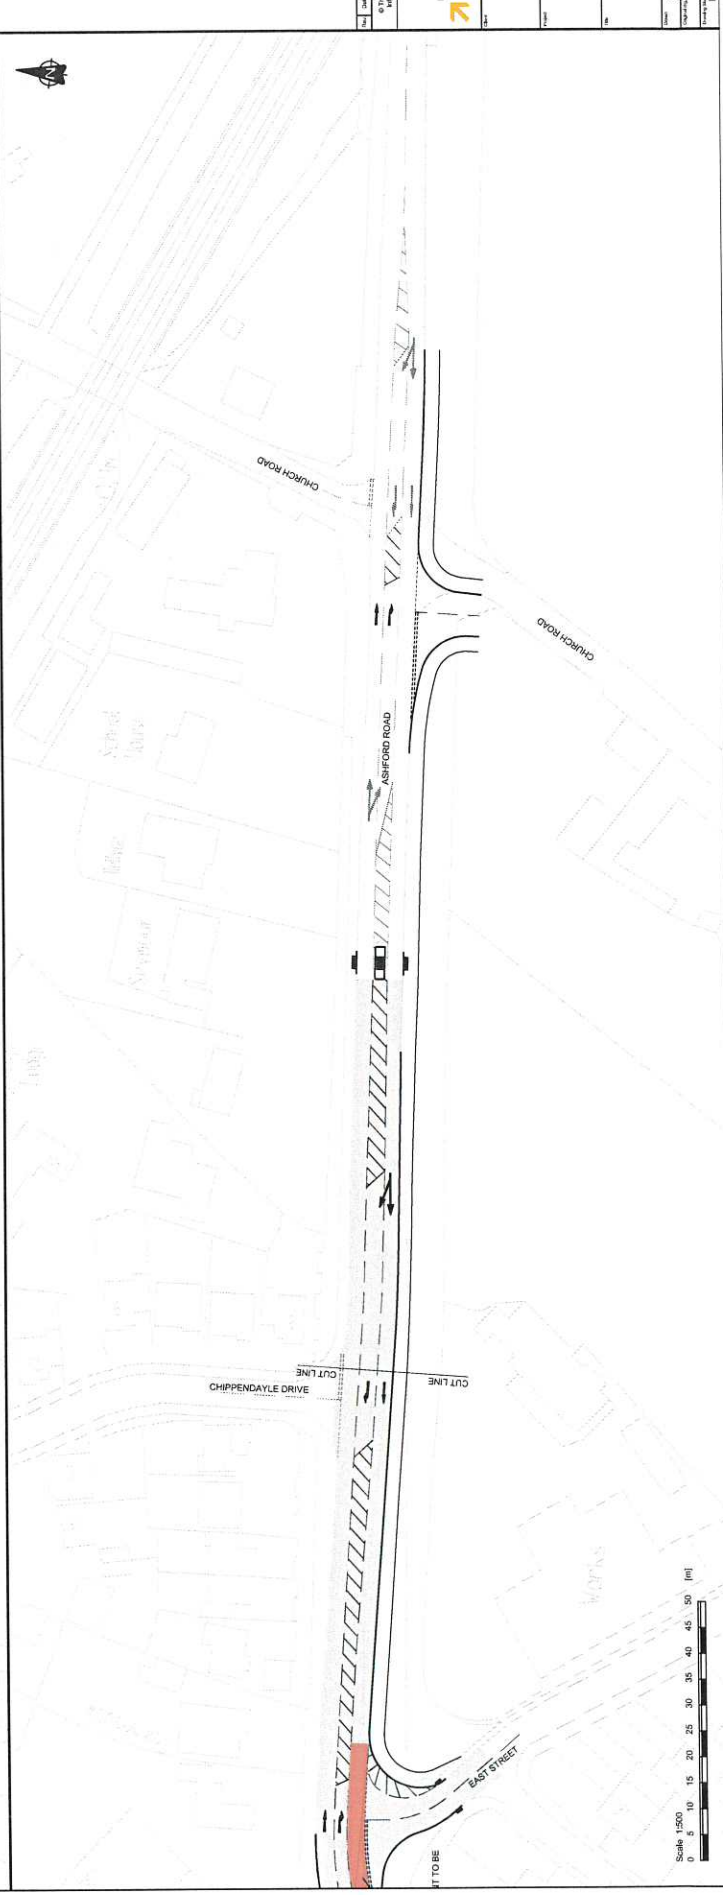 N
CHURCH ROAD
CHURCH ROAD
ASHFORD ROAD
CUT LINE
CHIPPENDAYLE DRIVE
CUT LINE
Works
EAST STREET
T TO BE
Scale 1:500
0 5 10 15 20 25 30 35 40 45 50 [m]